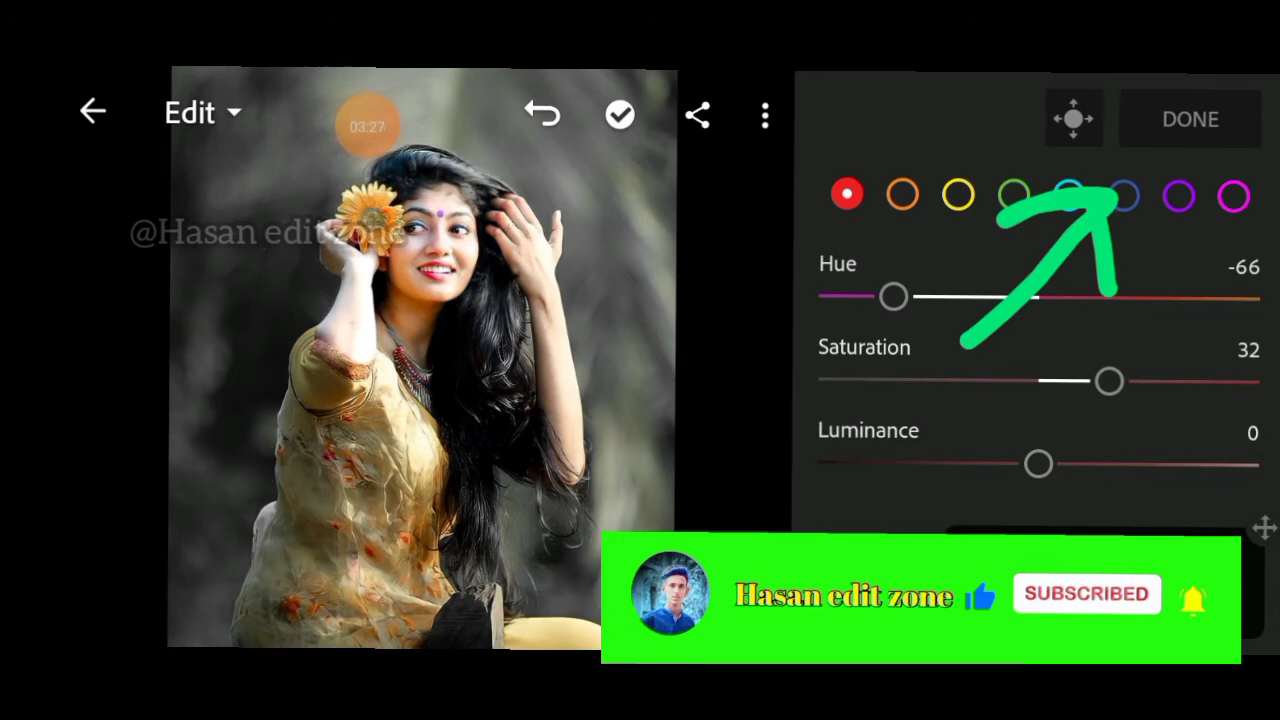 Edit
03:27
DONE
@Hasan edit zone
Hue
-66
Saturation
32
Luminance
0
Hasan edit zone
SUBSCRIBED